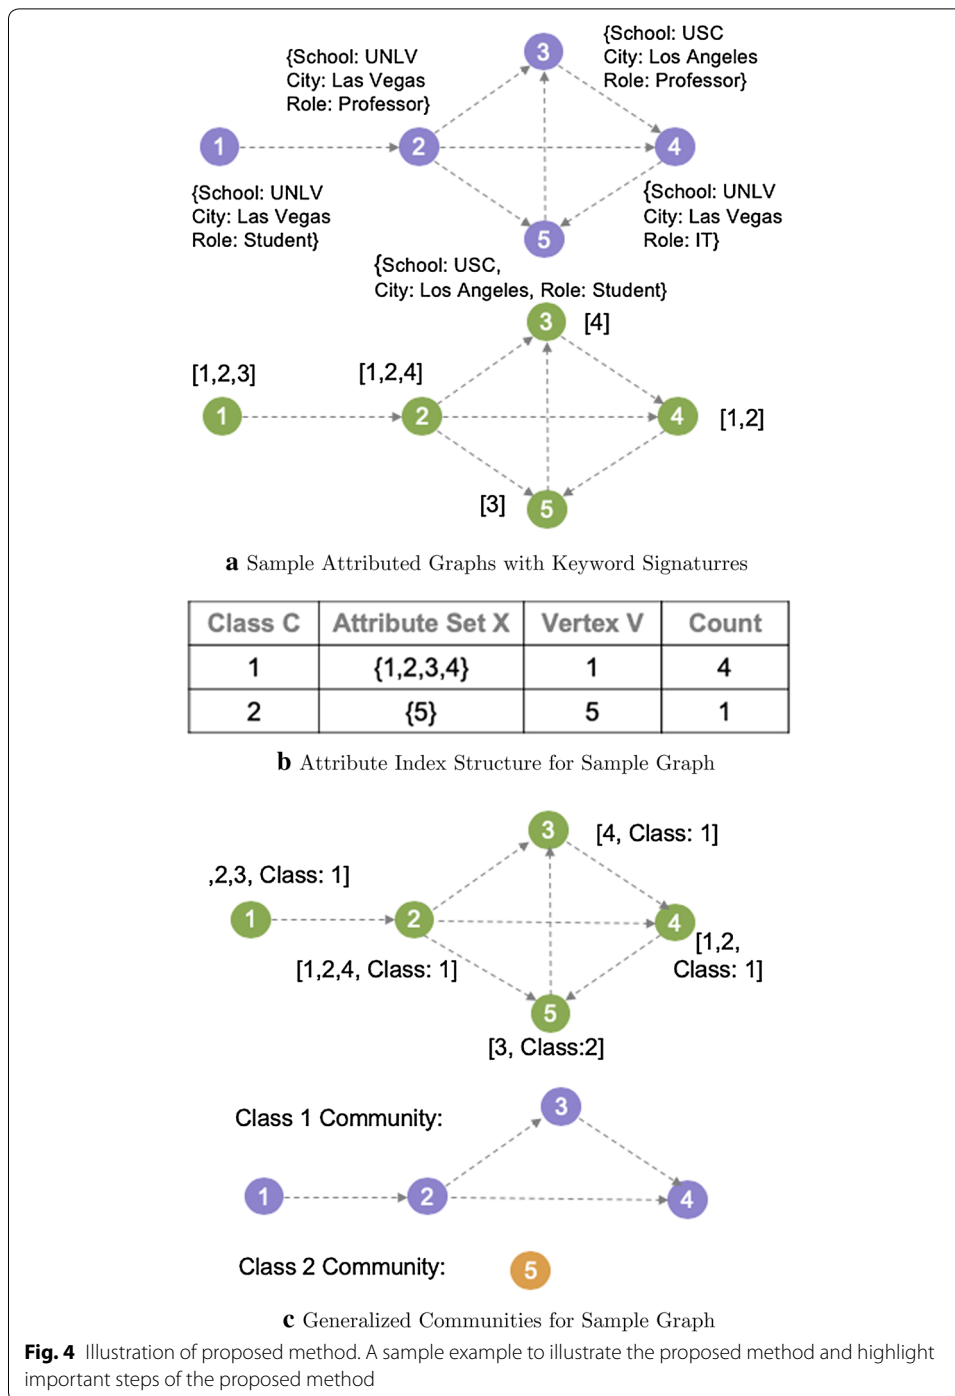 {School: UNLV
City: Las Vegas
Role: Professor}
3
{School: USC
City: Los Angeles
Role: Professor}
1
2
4
{School: UNLV
City: Las Vegas
Role: Student}
{School: UNLV
City: Las Vegas
Role: IT}
5
{School: USC,
City: Los Angeles, Role: Student}
3
[4]
[1,2,3]
[1,2,4]
1
2
4
[1,2]
[3]
5
a Sample Attributed Graphs with Keyword Signaturres
Class C Attribute Set X Vertex V Count
1 {1,2,3,4} 1 4
2 {5} 5 1
b Attribute Index Structure for Sample Graph
3
[4, Class: 1]
,2,3, Class: 1]
1
2
4
[1,2,
Class: 1]
[1,2,4, Class: 1]
5
[3, Class:2]
Class 1 Community:
3
1
2
4
Class 2 Community:
5
c Generalized Communities for Sample Graph
Fig. 4 Illustration of proposed method. A sample example to illustrate the proposed method and highlight
important steps of the proposed method